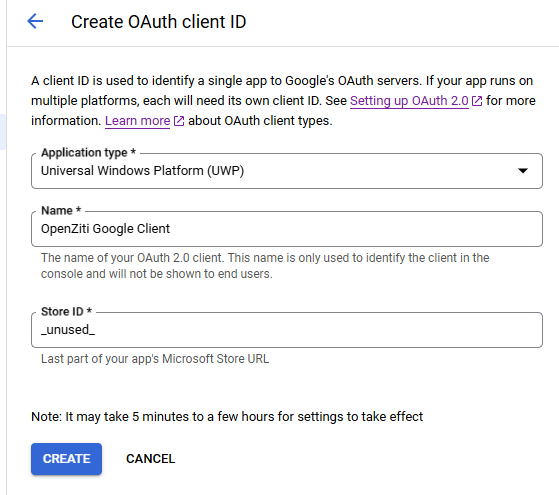 Create OAuth client ID
A client ID is used to identify a single app to Google's OAuth servers. If your app runs on
multiple platforms, each will need its own client ID. See Setting up OAuth 2.0 for more
information. Learn more about OAuth client types.
Application type *
Universal Windows Platform (UWP)
Name *
OpenZiti Google Client
The name of your OAuth 2.0 client. This name is only used to identify the client in the
console and will not be shown to end users.
Store ID *
_unused_
Last part of your app's Microsoft Store URL
Note: It may take 5 minutes to a few hours for settings to take effect
CREATE CANCEL